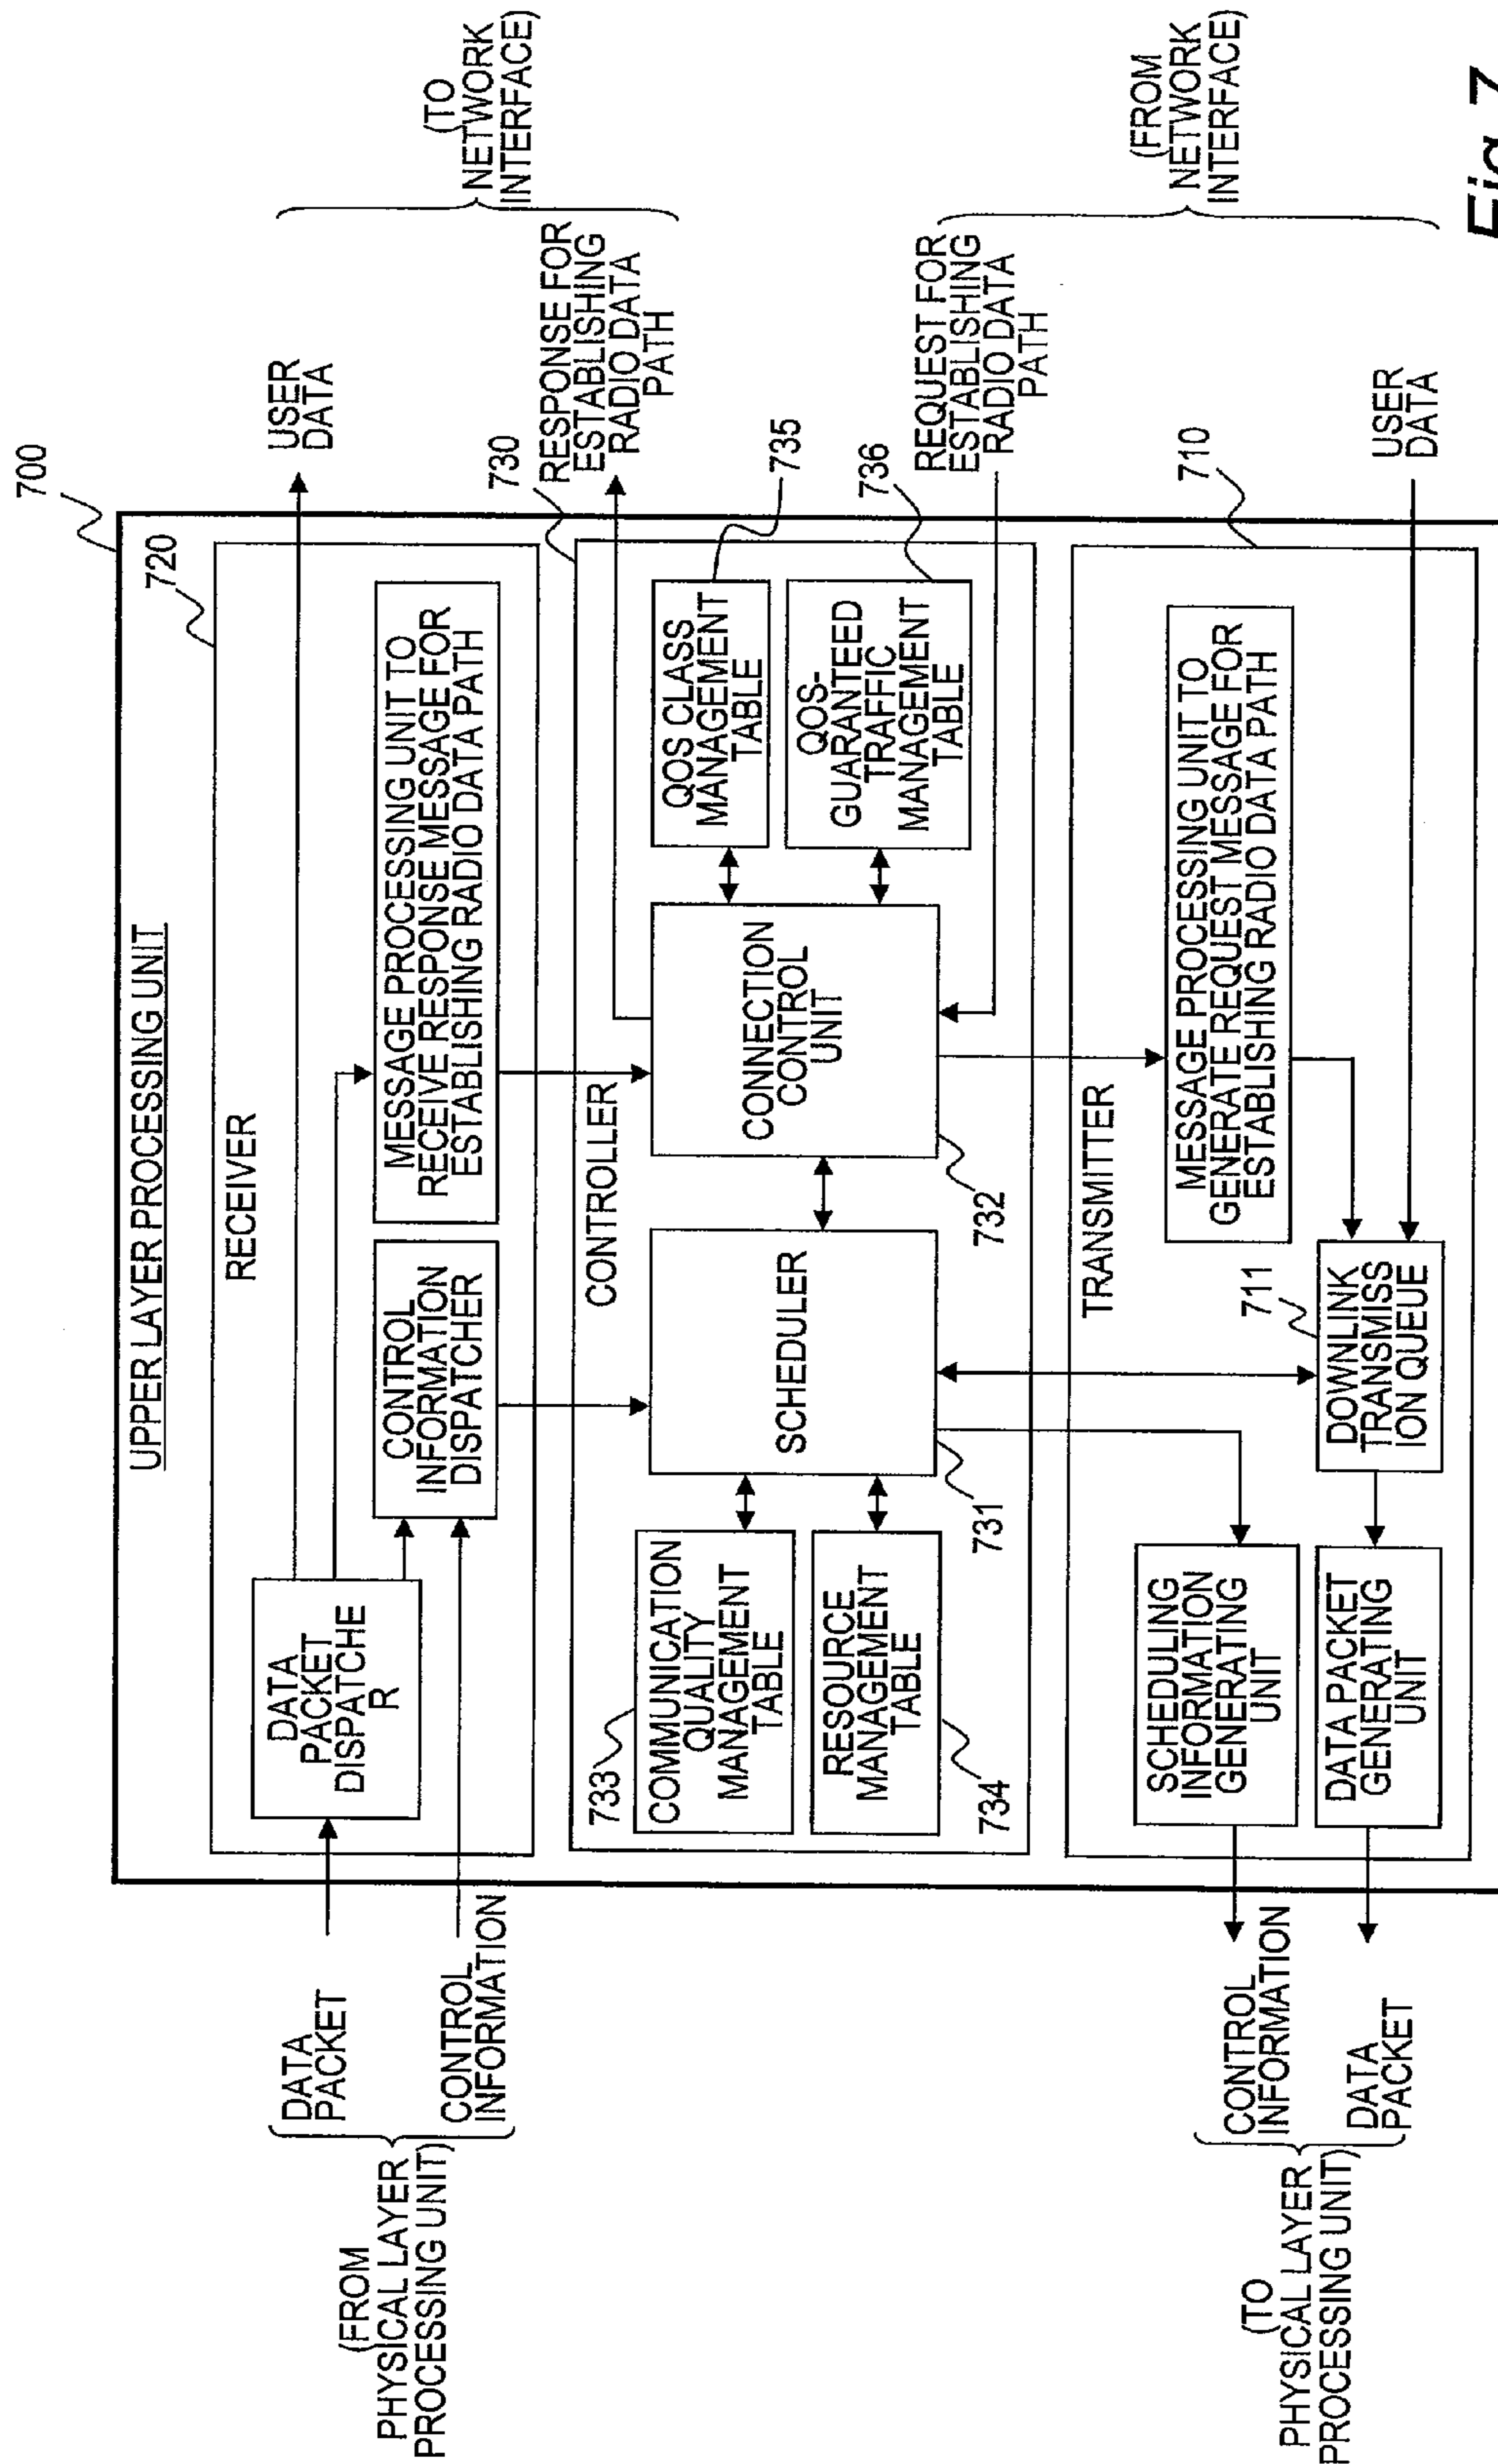 UPPER LAYER PROCESSING UNIT
700
720
RECEIVER
(FROM
PHYSICAL LAYER
PROCESSING UNIT)
DATA
PACKET
CONTROL
INFORMATION
DATA
PACKET
DISPATCHE
R
CONTROL
INFORMATION
DISPATCHER
MESSAGE PROCESSING UNIT TO
RECEIVE RESPONSE MESSAGE FOR
ESTABLISHING RADIO DATA PATH
USER
DATA
730
RESPONSE FOR
ESTABLISHING
RADIO DATA
PATH
(TO
NETWORK
INTERFACE)
CONTROLLER
733
COMMUNICATION
QUALITY
MANAGEMENT
TABLE
RESOURCE
MANAGEMENT
TABLE
734
SCHEDULER
731
CONNECTION
CONTROL
UNIT
732
QOS CLASS
MANAGEMENT
TABLE
735
QOS-
GUARANTEED
TRAFFIC
MANAGEMENT
TABLE
736
REQUEST FOR
ESTABLISHING
RADIO DATA
PATH
(FROM
NETWORK
INTERFACE)
TRANSMITTER
710
MESSAGE PROCESSING UNIT TO
GENERATE REQUEST MESSAGE FOR
ESTABLISHING RADIO DATA PATH
SCHEDULING
INFORMATION
GENERATING
UNIT
DATA PACKET
GENERATING
UNIT
711
DOWNLINK
TRANSMISS
ION QUEUE
USER
DATA
CONTROL
INFORMATION
DATA
PACKET
(TO
PHYSICAL LAYER
PROCESSING UNIT)
Fig. 7